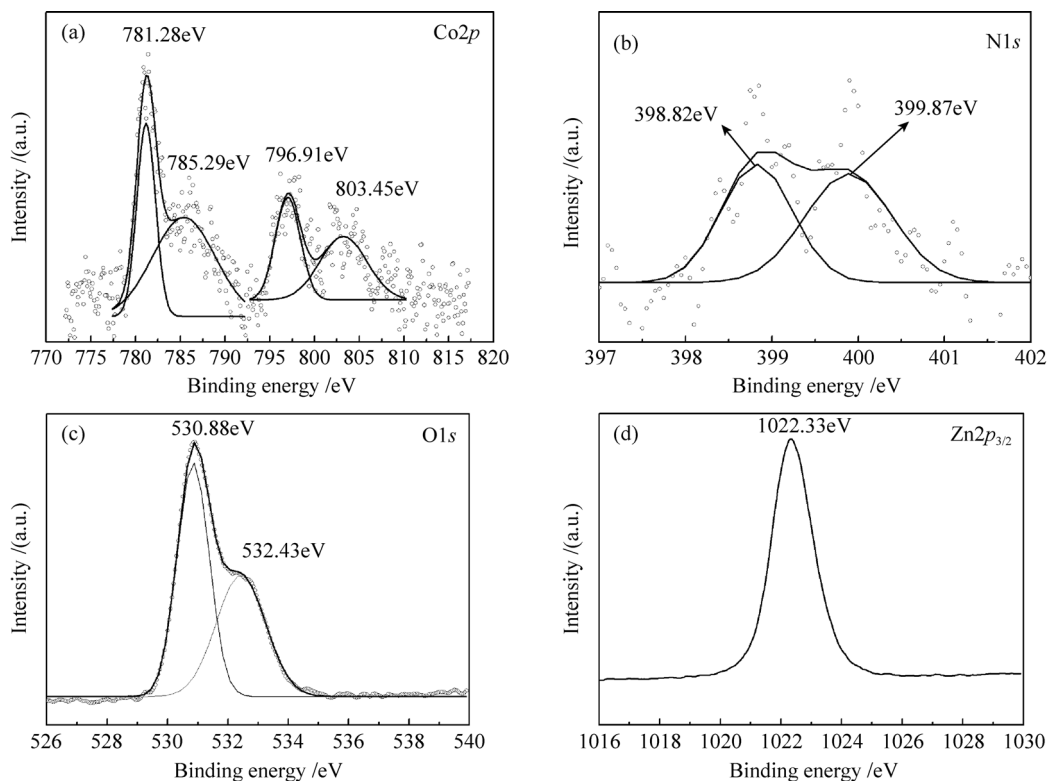 (a)
781.28eV
Co2p
785.29eV
796.91eV
803.45eV
Intensity /(a.u.)
770 775 780 785 790 795 800 805 810 815 820
Binding energy /eV
(b)
N1s
398.82eV
399.87eV
Intensity /(a.u.)
397 398 399 400 401 402
Binding energy /eV
(c)
530.88eV
O1s
532.43eV
Intensity /(a.u.)
526 528 530 532 534 536 538 540
Binding energy /eV
(d)
1022.33eV
Zn2p3/2
Intensity /(a.u.)
1016 1018 1020 1022 1024 1026 1028 1030
Binding energy /eV